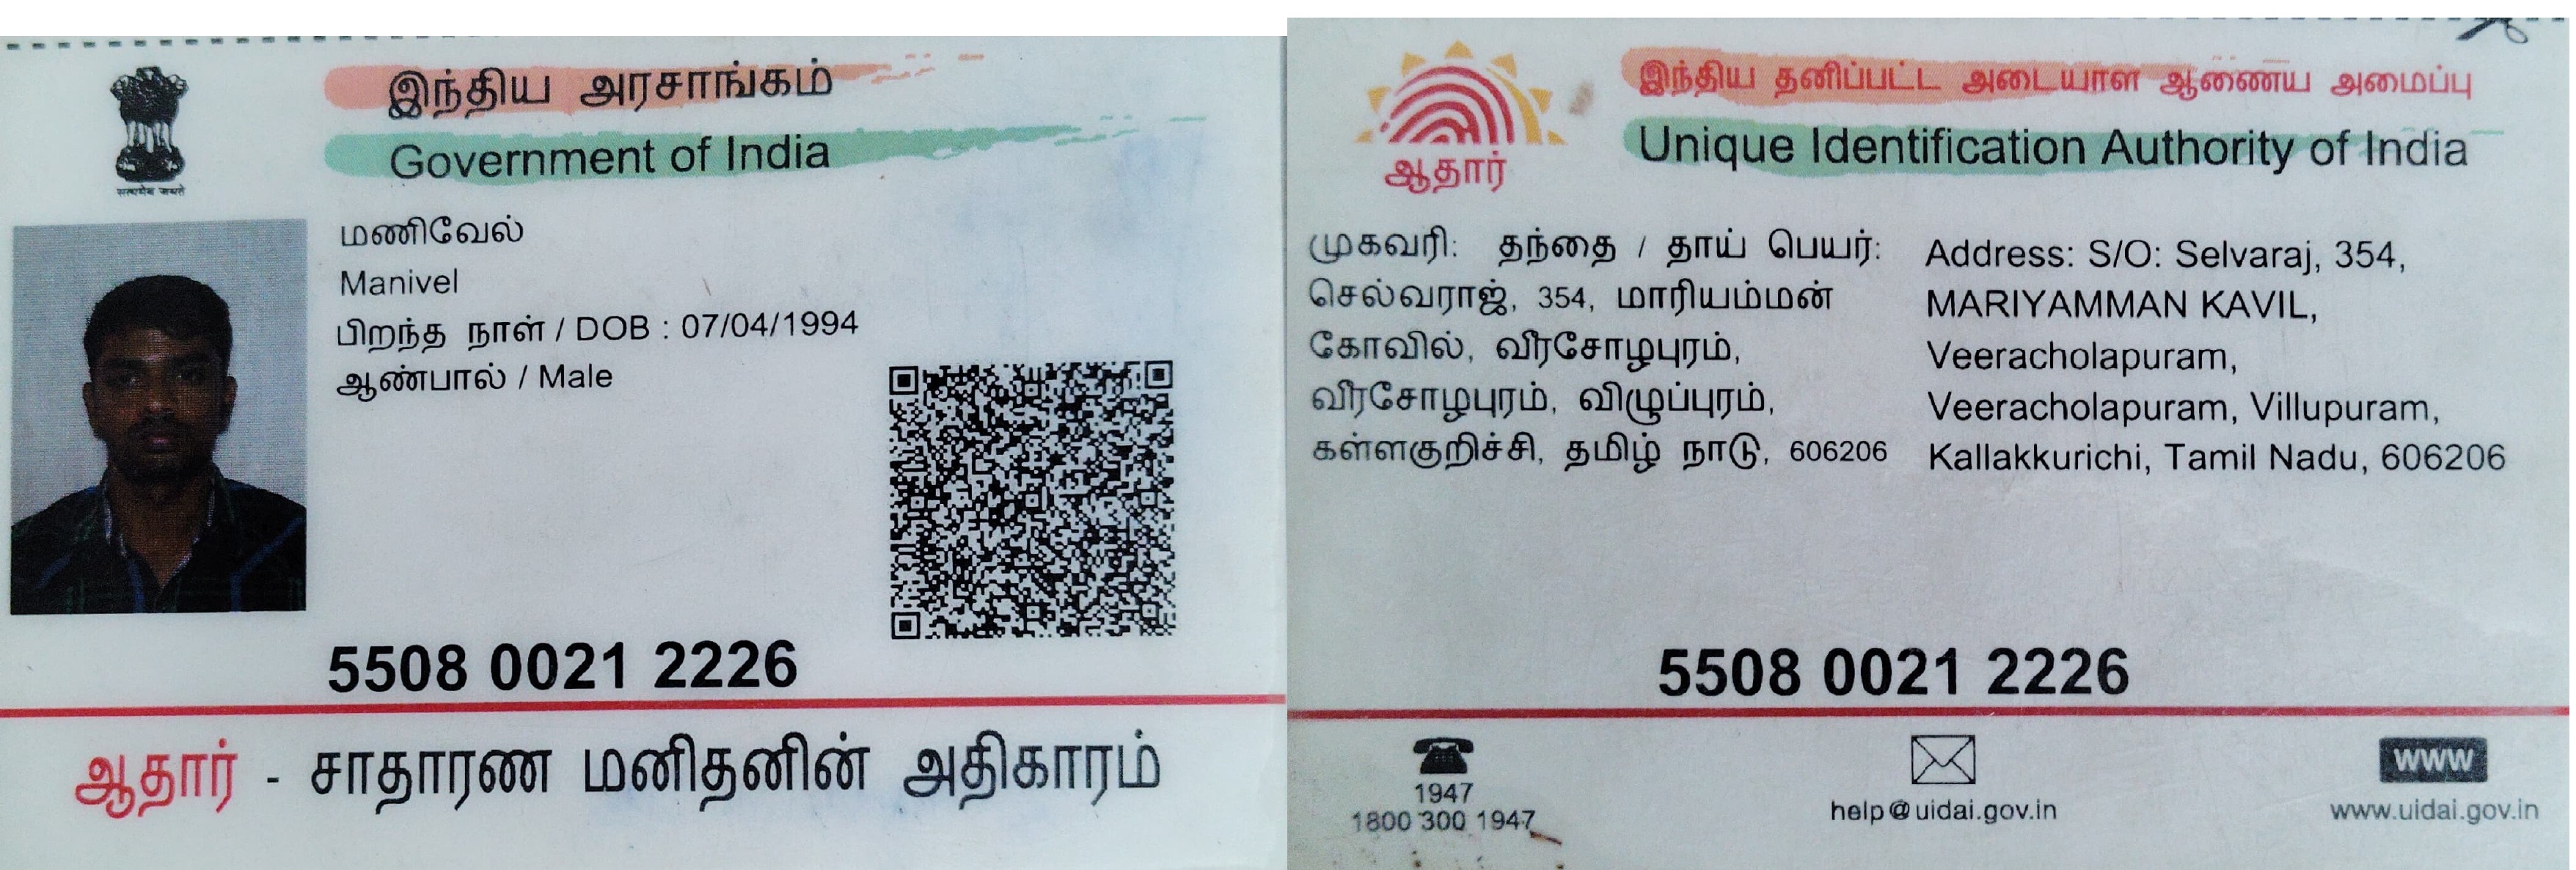 இந்திய அரசாங்கம்
Government of India
सत्यमेव जयते
மணிவேல்
Manivel
பிறந்த நாள் / DOB : 07/04/1994
ஆண்பால் / Male
5508 0021 2226
ஆதார் - சாதாரண மனிதனின் அதிகாரம்
இந்திய தனிப்பட்ட அடையாள ஆணைய அமைப்பு
Unique Identification Authority of India
ஆதார்
முகவரி: தந்தை / தாய் பெயர்:
செல்வராஜ், 354, மாரியம்மன்
கோவில், வீரசோழபுரம்,
வீரசோழபுரம், விழுப்புரம்,
கள்ளகுறிச்சி, தமிழ் நாடு, 606206
Address: S/O: Selvaraj, 354,
MARIYAMMAN KAVIL,
Veeracholapuram,
Veeracholapuram, Villupuram,
Kallakkurichi, Tamil Nadu, 606206
5508 0021 2226
1947
1800 300 1947
help@uidai.gov.in
www
www.uidai.gov.in